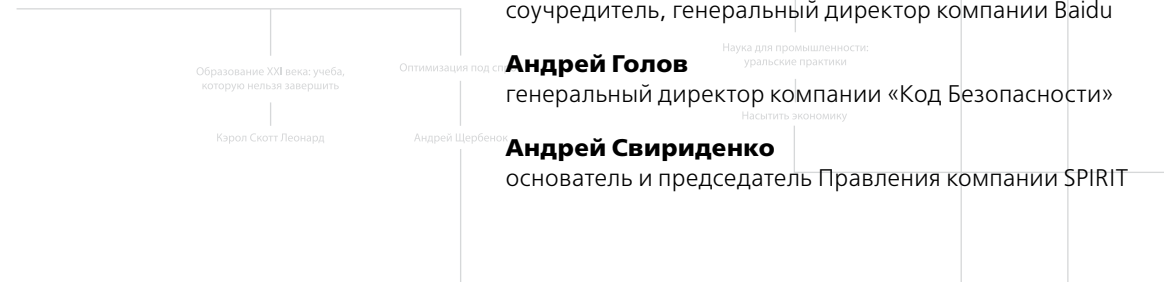 соучредитель, генеральный директор компании Baidu
Образование XXI века: учеба,
которую нельзя завершить
Кэрол Скотт Леонард
Оптимизация под
Андрей Щербенок
Наука для промышленности:
уральские практики
Насытить экономику
Андрей Голов
генеральный директор компании «Код Безопасности»
Андрей Свириденко
основатель и председатель Правления компании SPIRIT